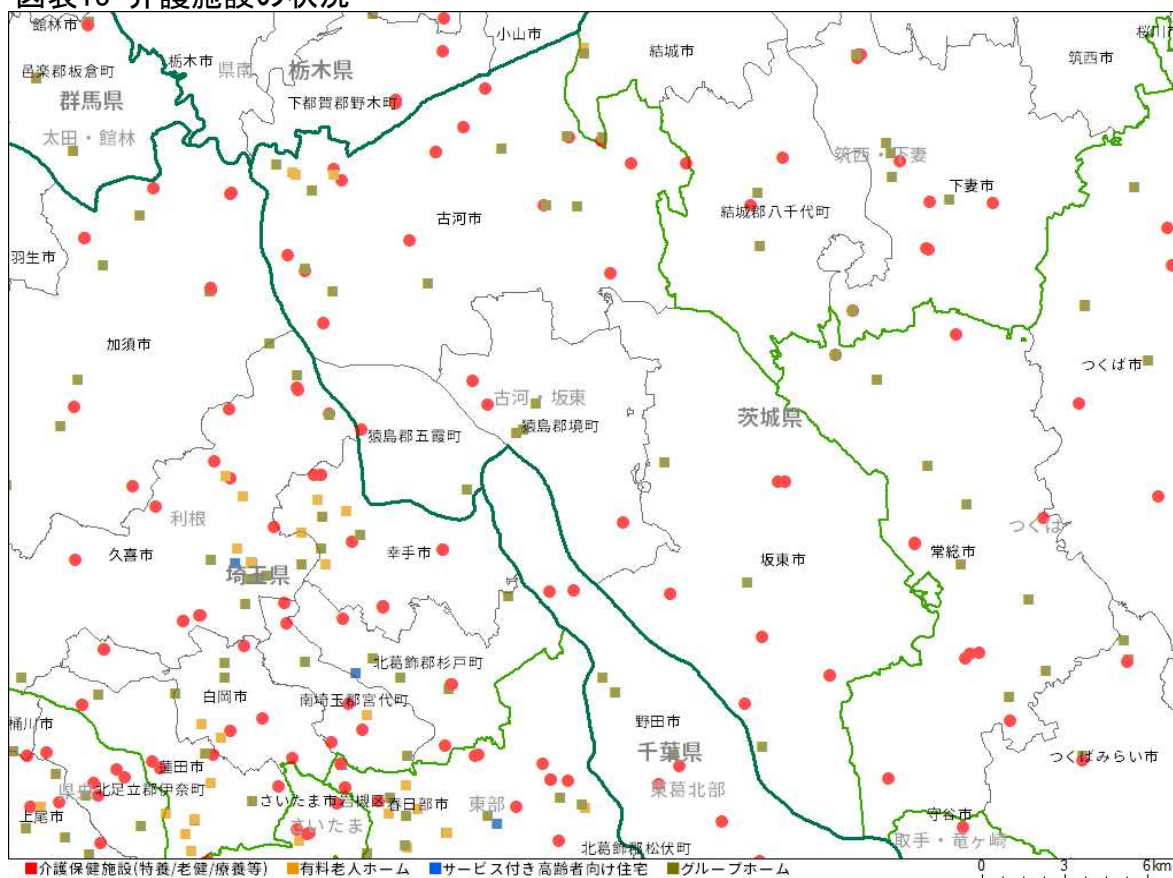 図表16 介護施設の状況
館林市
小山市
結城市
桜川市
栃木市
県南
栃木県
筑西市
邑楽郡板倉町
群馬県
下都賀郡野木町
太田・館林
筑西・下妻
下妻市
古河市
結城郡八千代町
羽生市
加須市
つくば市
古河・坂東
茨城県
猿島郡五霞町
猿島郡境町
利根
つくば
久喜市
幸手市
坂東市
常総市
埼玉県
北葛飾郡杉戸町
白岡市
南埼玉郡宮代町
桶川市
野田市
千葉県
つくばみらい市
蓮田市
県央
北足立郡伊奈町
東葛北部
さいたま市岩槻区
春日部市
東部
上尾市
さいたま
守谷市
取手・竜ヶ崎
北葛飾郡松伏町
介護保健施設(特養/老健/療養等) 有料老人ホーム サービス付き高齢者向け住宅 グループホーム
0 3 6km